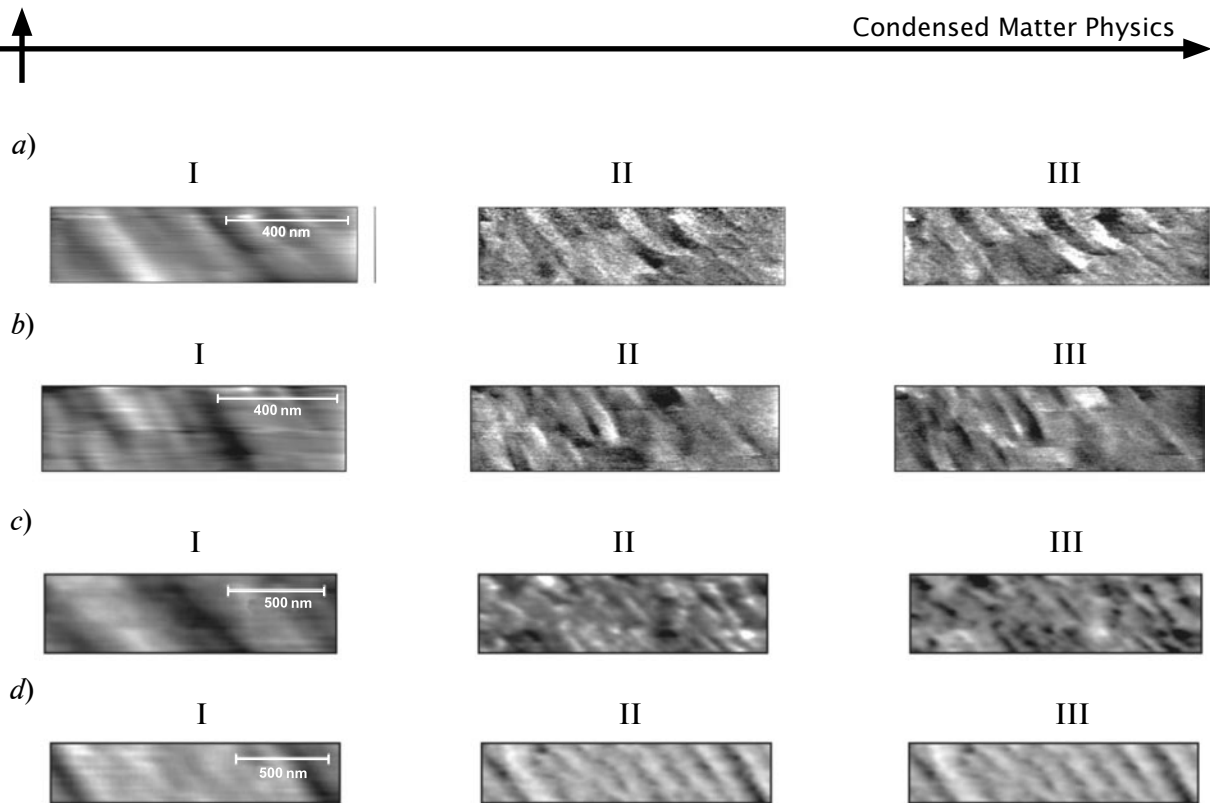 Condensed Matter Physics
a)
I II III
400 nm
b)
I II III
400 nm
c)
I II III
500 nm
d)
I II III
500 nm